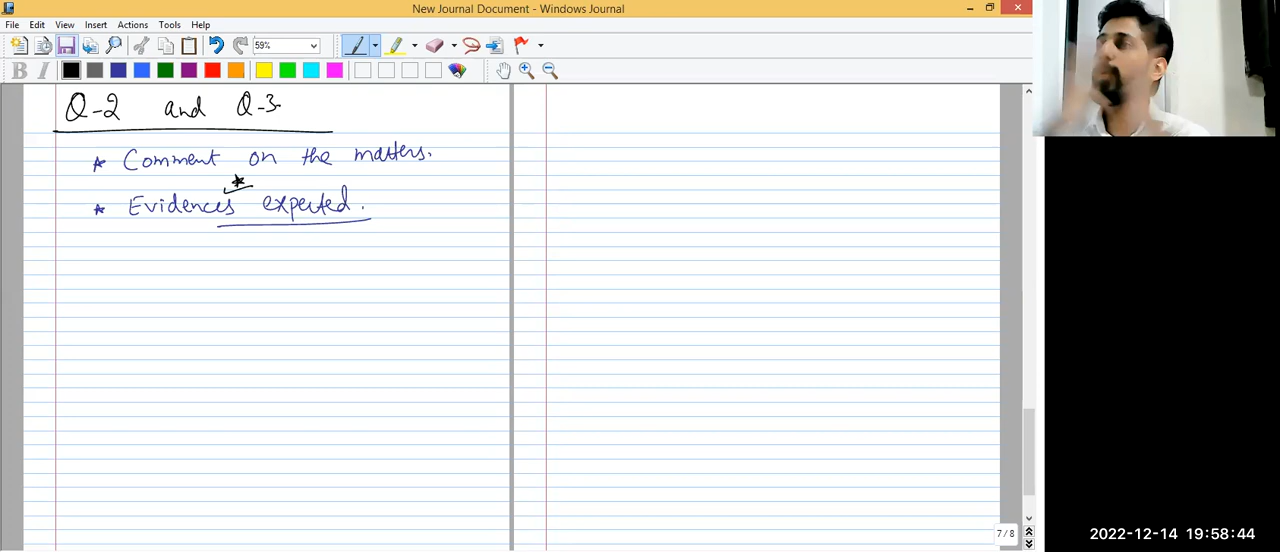 New Journal Document - Windows Journal
File Edit View Insert Actions Tools Help
59%
B I
Q-2 and Q-3
* Comment on the matters.
*
* Evidences expected.
7 / 8
2022-12-14 19:58:44